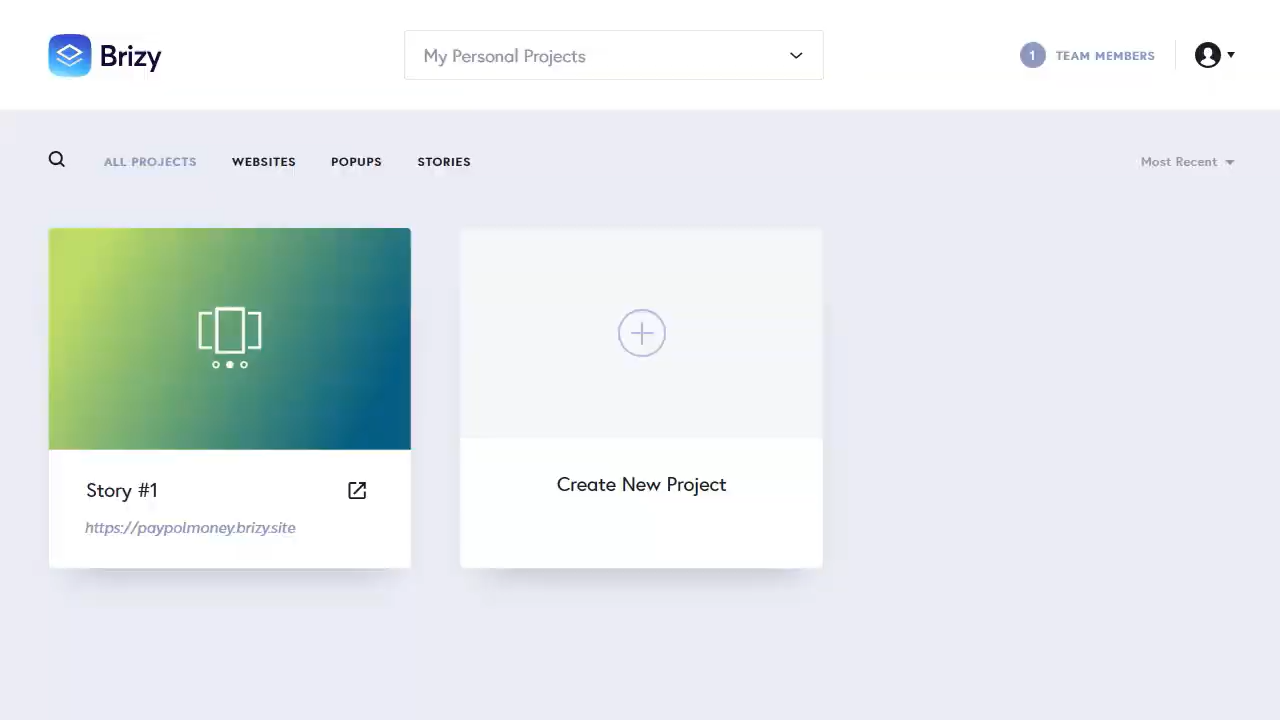 Brizy
My Personal Projects
1 TEAM MEMBERS
ALL PROJECTS WEBSITES POPUPS STORIES Most Recent
Story #1
https://paypolmoney.brizy.site
Create New Project